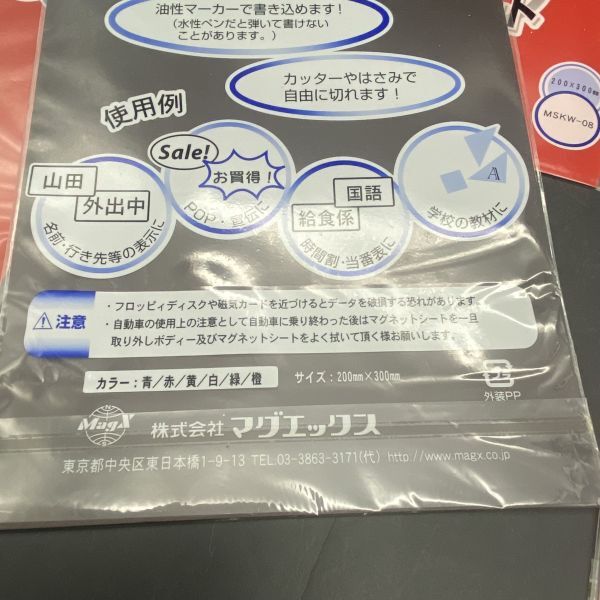 油性マーカーで書き込めます!
(水性ペンだと弾いて書けない
ことがあります。)
カッターやはさみで
自由に切れます!
200×300mm
MSKW-08
使用例
山田
外出中
名前・行き先等の表示に
Sale!
お買得!
POP・宣伝に
国語
給食係
時間割・当番表に
A
学校の教材に
注意
・フロッピィディスクや磁気カードを近づけるとデータを破損する恐れがあります。
・自動車の使用上の注意として自動車に乗り終わった後はマグネットシートを一旦
取り外しボディー及びマグネットシートをよく拭いて頂く様お願いします。
カラー:青/赤/黄/白/緑/橙
サイズ:200mm×300mm
プラ
外装PP
MagX
株式会社 マグエックス
東京都中央区東日本橋1-9-13 TEL.03-3863-3171(代) http://www.magx.co.jp